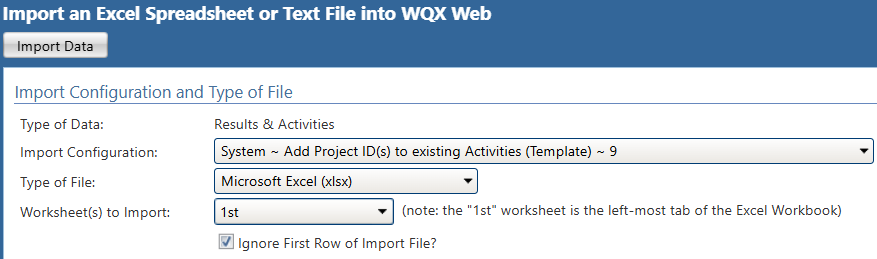 Import an Excel Spreadsheet or Text File into WQX Web
Import Data
Import Configuration and Type of File
Type of Data: Results & Activities
Import Configuration: System ~ Add Project ID(s) to existing Activities (Template) ~ 9
Type of File: Microsoft Excel (xlsx)
Worksheet(s) to Import: 1st (note: the "1st" worksheet is the left-most tab of the Excel Workbook)
Ignore First Row of Import File?